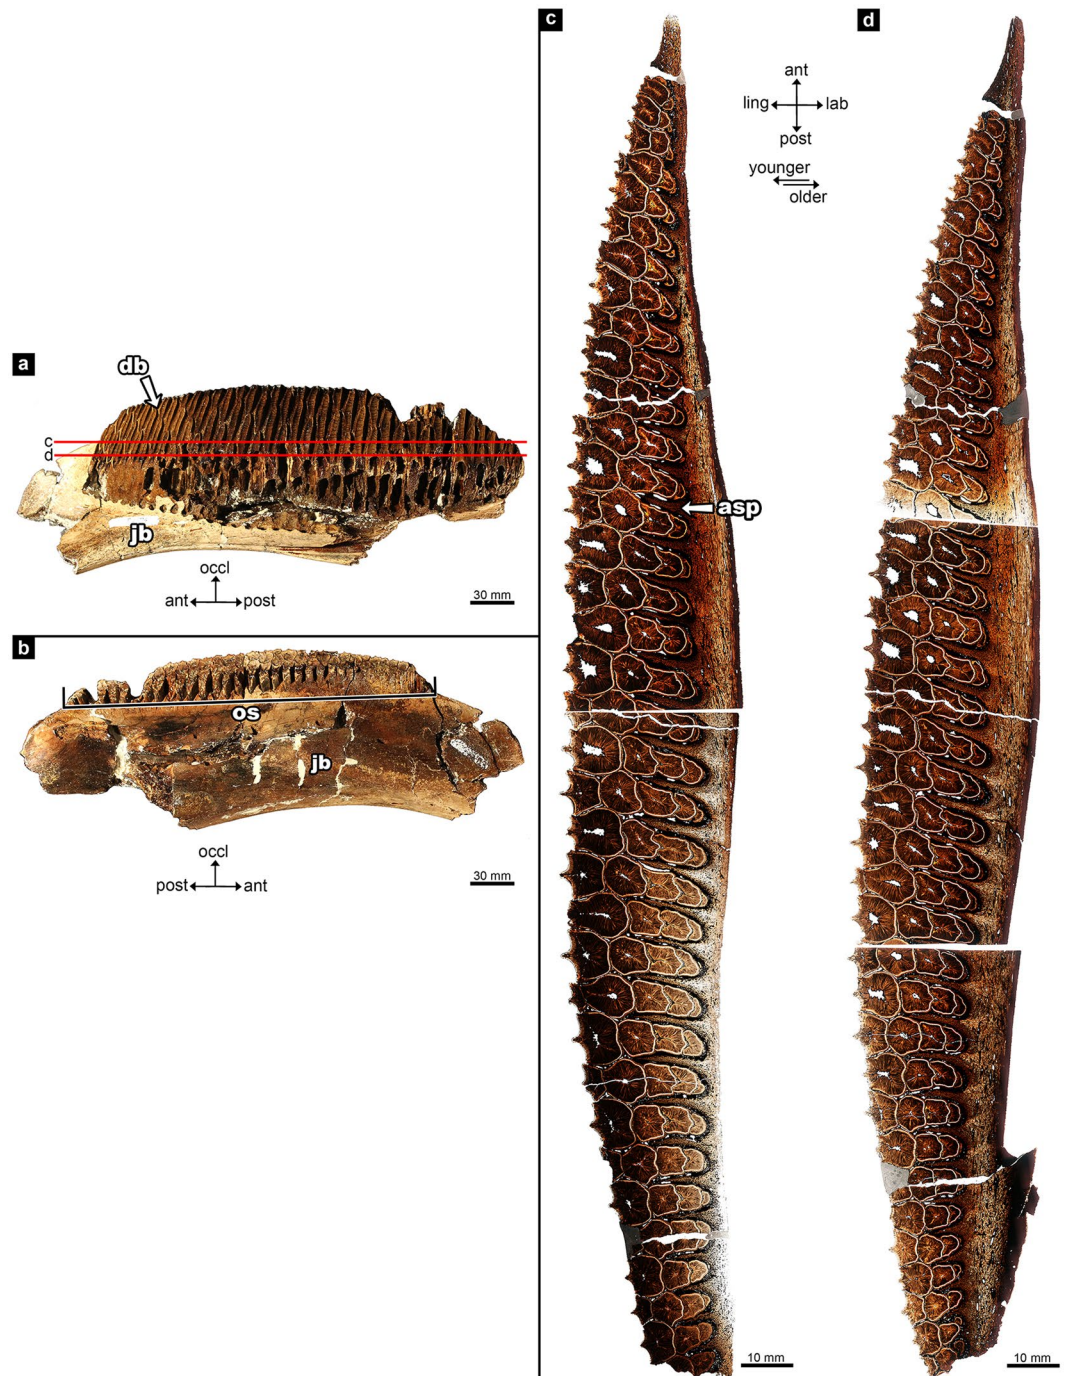 a
db
c
d
jb
occl
ant
post
30 mm
b
os
jb
occl
post
ant
30 mm
c
ant
ling
lab
post
younger
older
asp
10 mm
d
10 mm